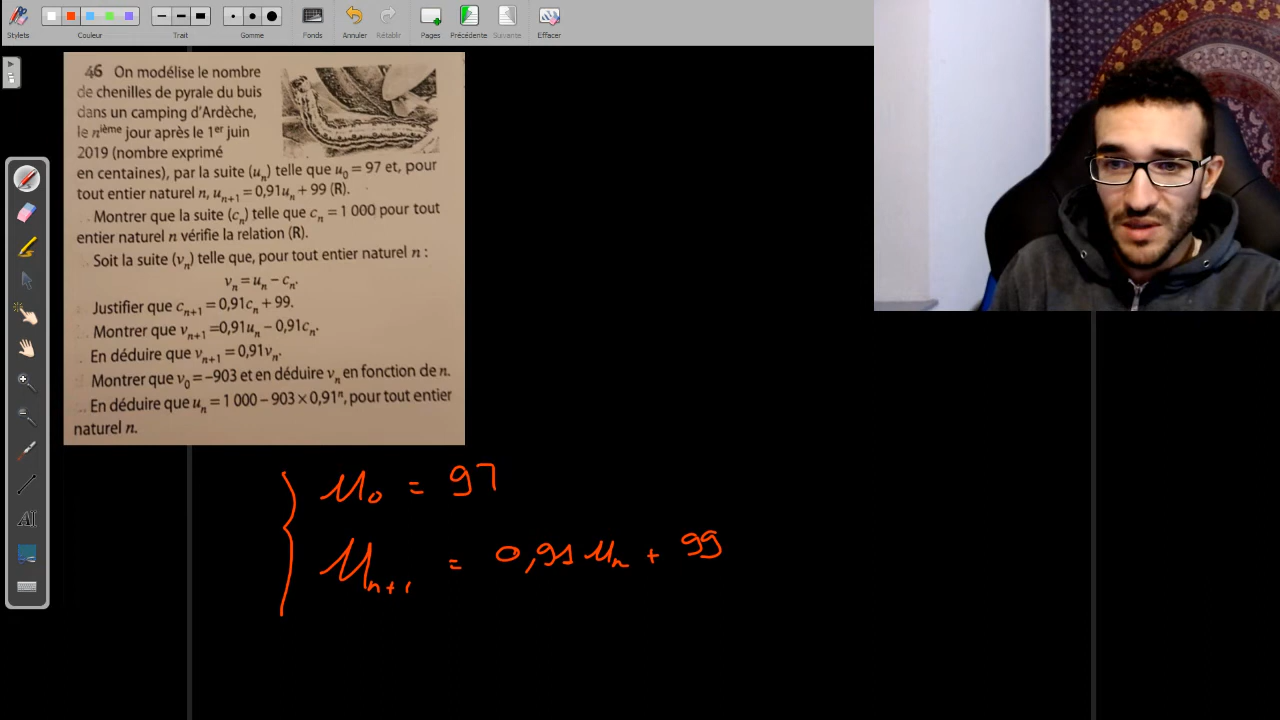 Stylets
Couleur
Trait
Gomme
Fonds
Annuler
Rétablir
Pages
Précédente
Suivante
Effacer
46 On modélise le nombre
de chenilles de pyrale du buis
dans un camping d'Ardèche,
le nième jour après le 1er juin
2019 (nombre exprimé
en centaines), par la suite (uₙ) telle que u₀ = 97 et, pour
tout entier naturel n, uₙ₊₁ = 0,91uₙ + 99 (R).
Montrer que la suite (cₙ) telle que cₙ = 1 000 pour tout
entier naturel n vérifie la relation (R).
Soit la suite (vₙ) telle que, pour tout entier naturel n :
vₙ = uₙ – cₙ.
Justifier que cₙ₊₁ = 0,91cₙ + 99.
Montrer que vₙ₊₁ =0,91uₙ – 0,91cₙ.
En déduire que vₙ₊₁ = 0,91vₙ.
Montrer que v₀ = –903 et en déduire vₙ en fonction de n.
En déduire que uₙ = 1 000 – 903 × 0,91ⁿ, pour tout entier
naturel n.
u₀ = 97
uₙ₊₁ = 0,91 uₙ + 99
AI